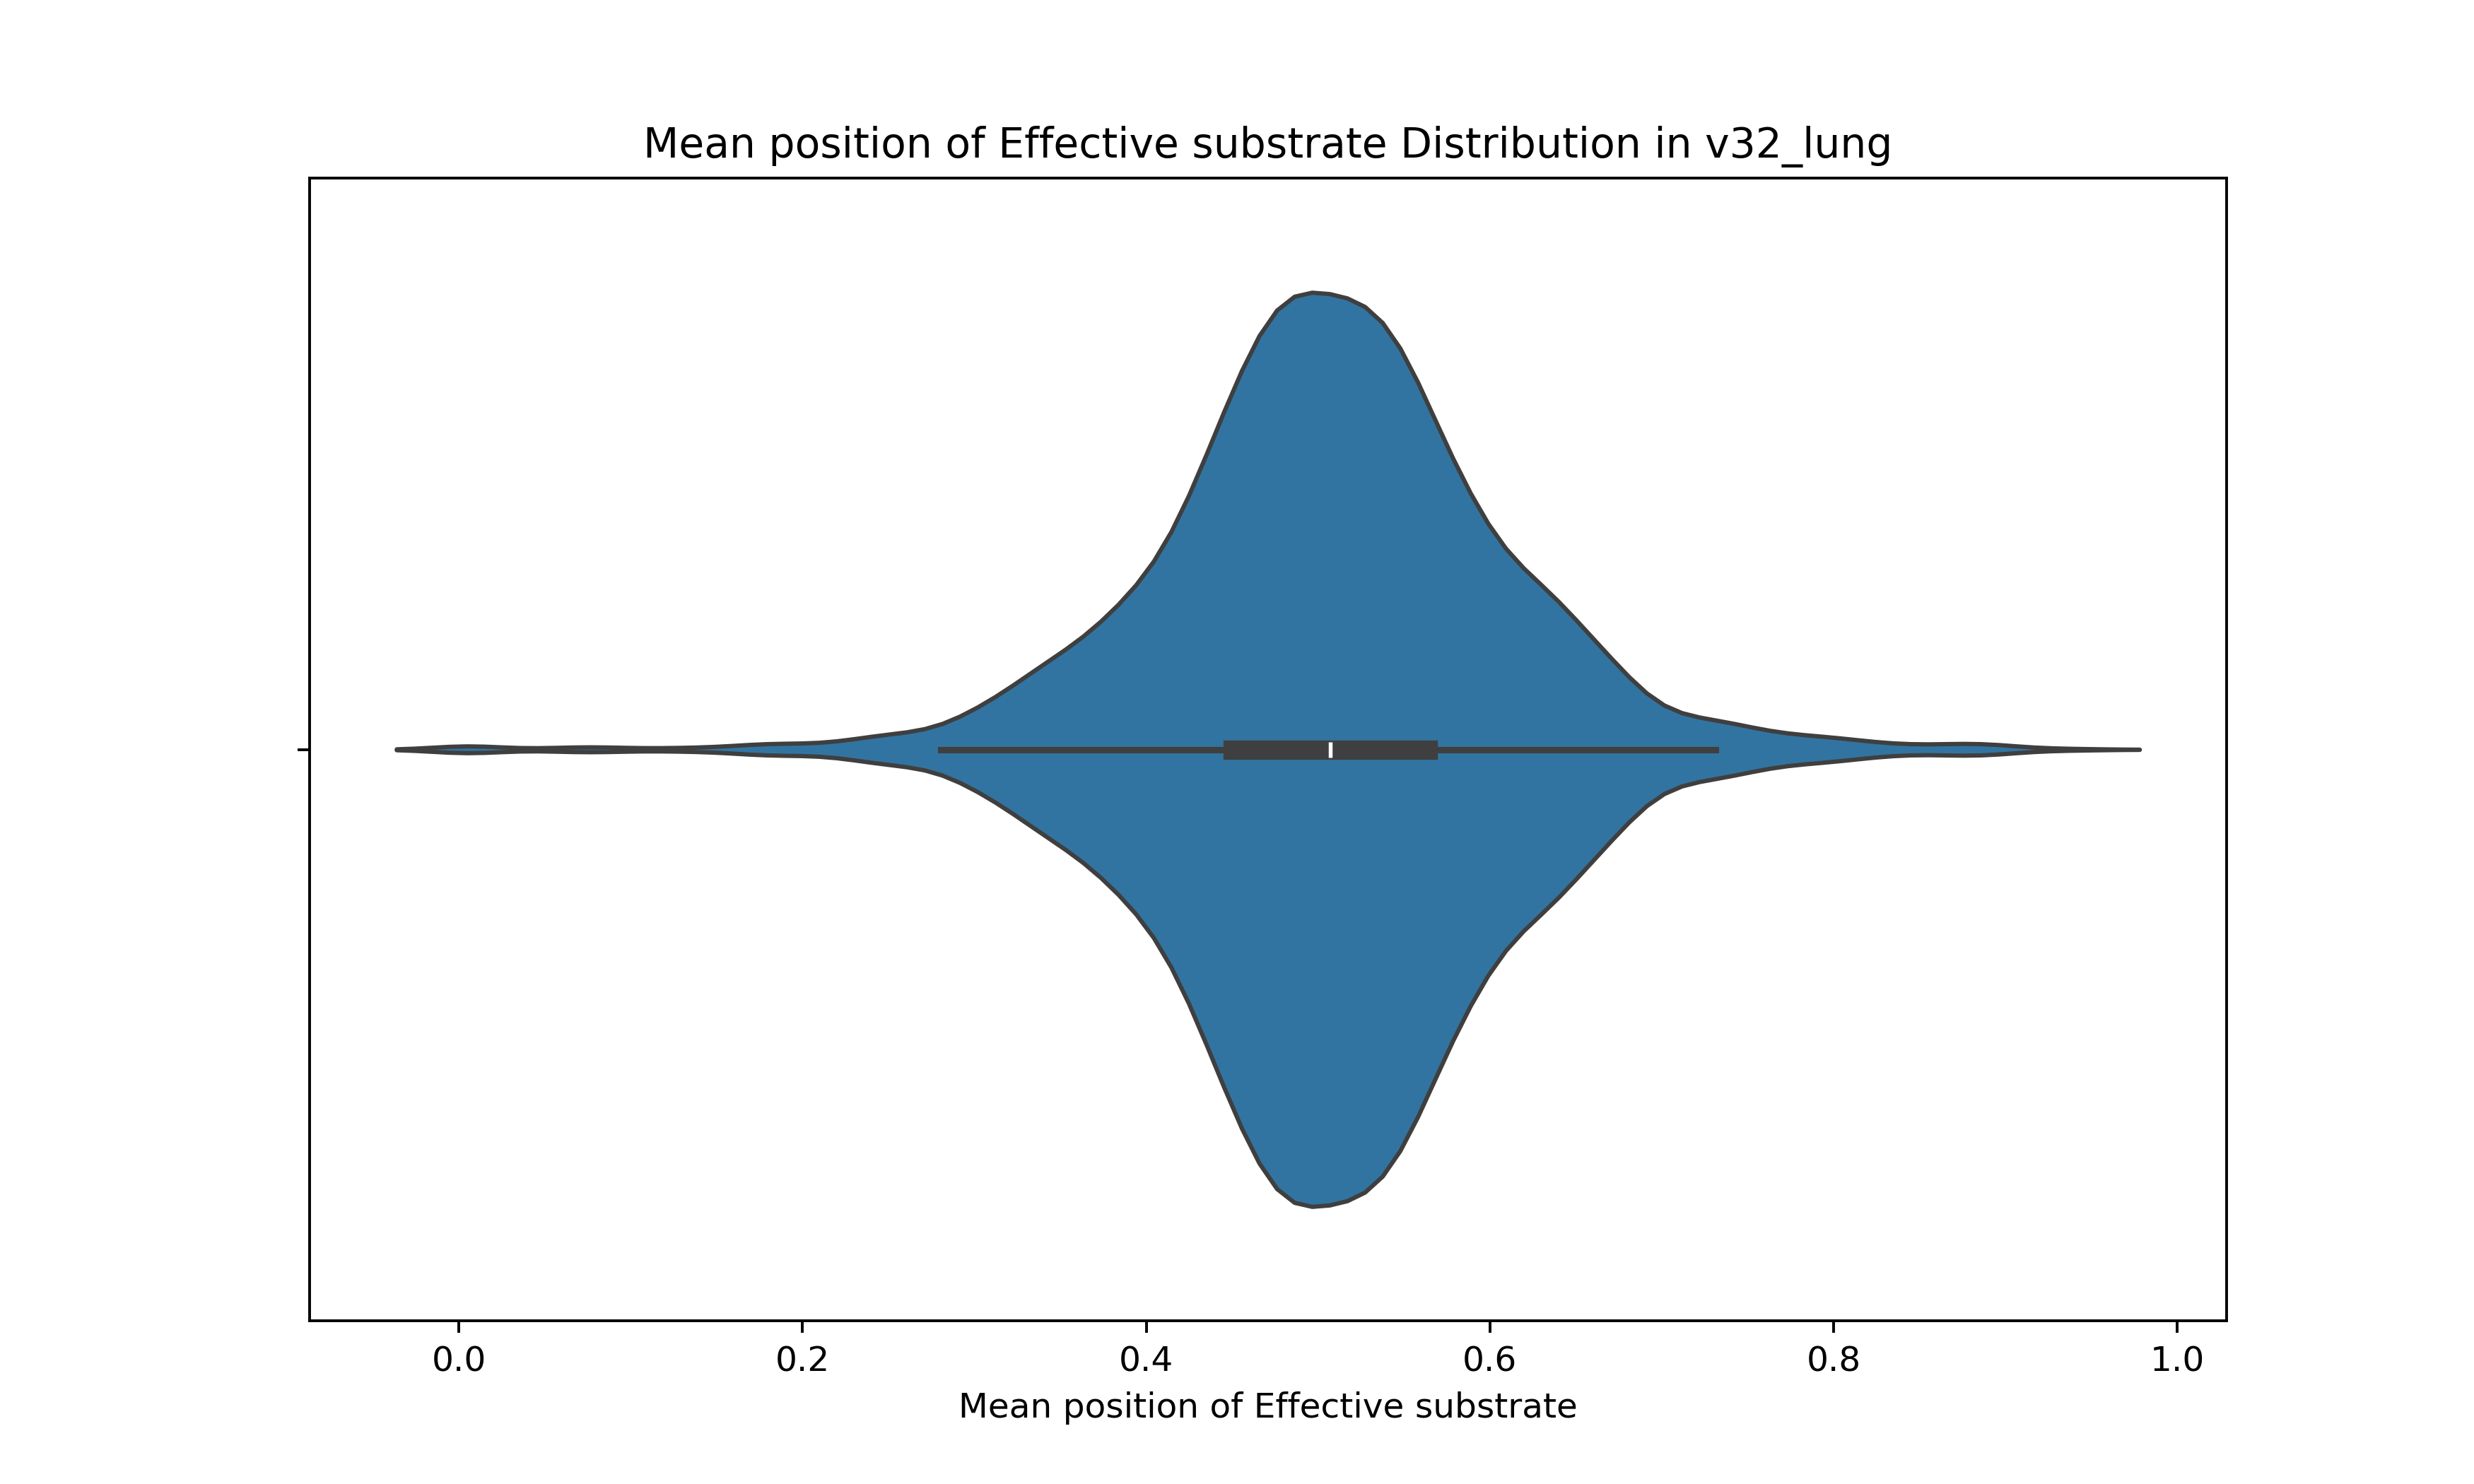 Mean position of Effective substrate Distribution in v32_lung
0.0 0.2 0.4 0.6 0.8 1.0
Mean position of Effective substrate